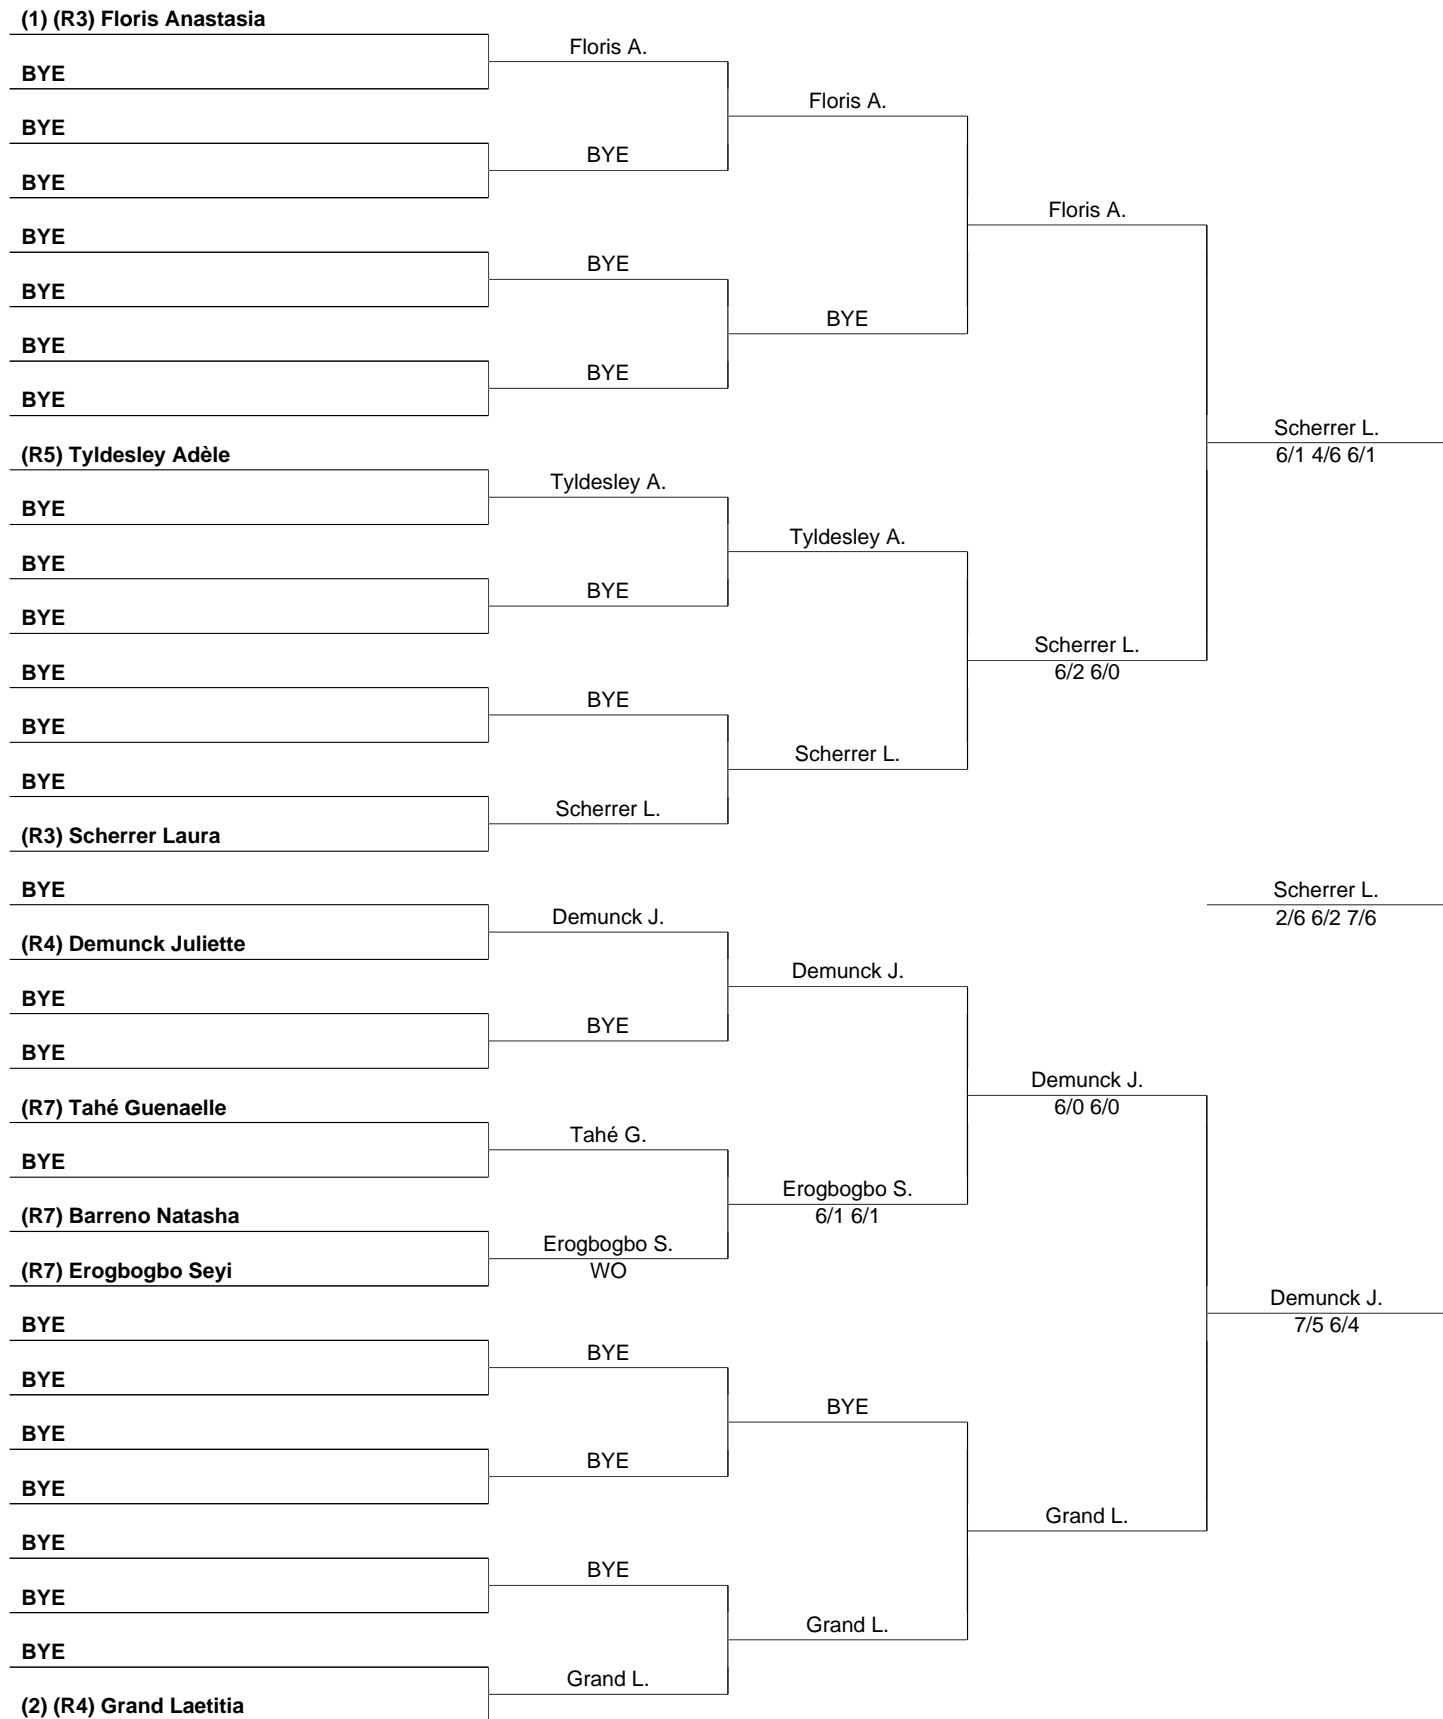 (1) (R3) Floris Anastasia
Floris A.
BYE
Floris A.
BYE
BYE
BYE
Floris A.
BYE
BYE
BYE
BYE
BYE
BYE
BYE
Scherrer L.
6/1 4/6 6/1
(R5) Tyldesley Adèle
Tyldesley A.
BYE
Tyldesley A.
BYE
BYE
BYE
Scherrer L.
6/2 6/0
BYE
BYE
BYE
Scherrer L.
BYE
Scherrer L.
(R3) Scherrer Laura
BYE
Scherrer L.
2/6 6/2 7/6
Demunck J.
(R4) Demunck Juliette
Demunck J.
BYE
BYE
BYE
Demunck J.
6/0 6/0
(R7) Tahé Guenaelle
Tahé G.
BYE
Erogbogbo S.
6/1 6/1
(R7) Barreno Natasha
Erogbogbo S.
WO
(R7) Erogbogbo Seyi
Demunck J.
7/5 6/4
BYE
BYE
BYE
BYE
BYE
BYE
BYE
Grand L.
BYE
BYE
BYE
Grand L.
BYE
Grand L.
(2) (R4) Grand Laetitia